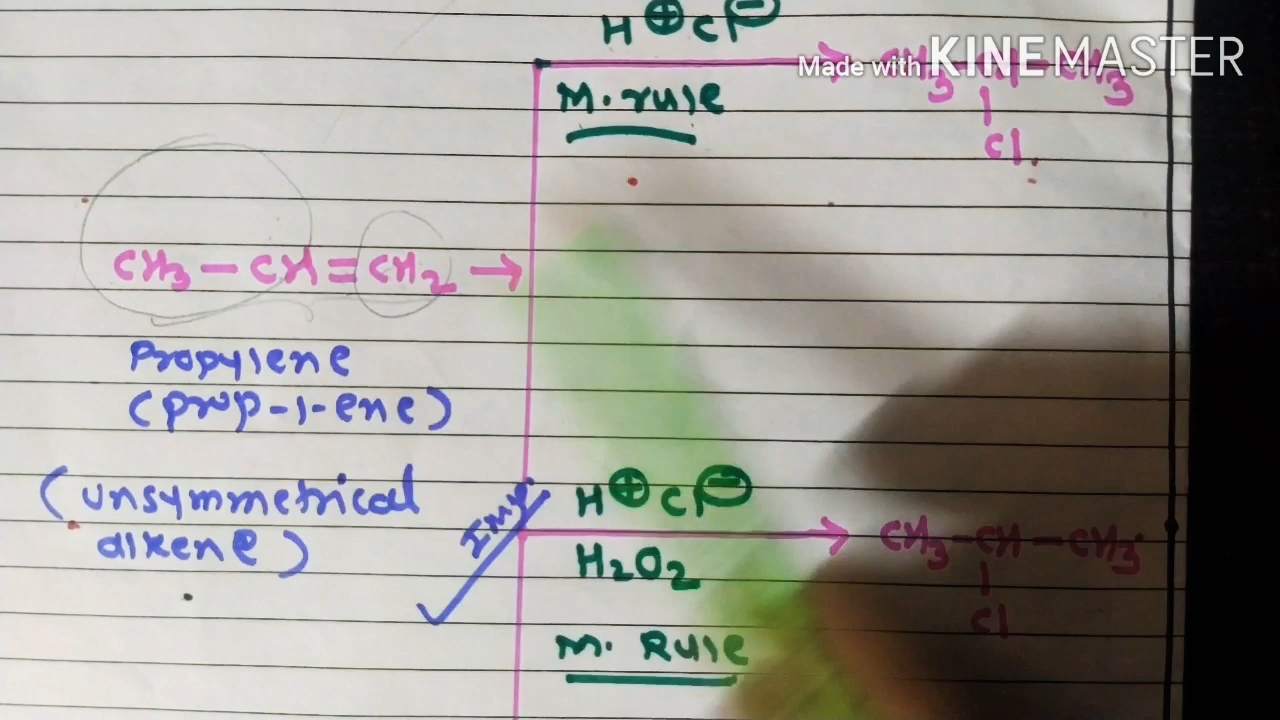 H⊕Cl⊖
Made with KINEMASTER
CH3 – CH – CH3
M. rule
|
Cl
CH3 – CH = CH2 →
Propylene
(prop-1-ene)
(unsymmetrical
alkene)
Imp.
H⊕Cl⊖
H2O2
CH3 – CH – CH3
|
Cl
M. Rule